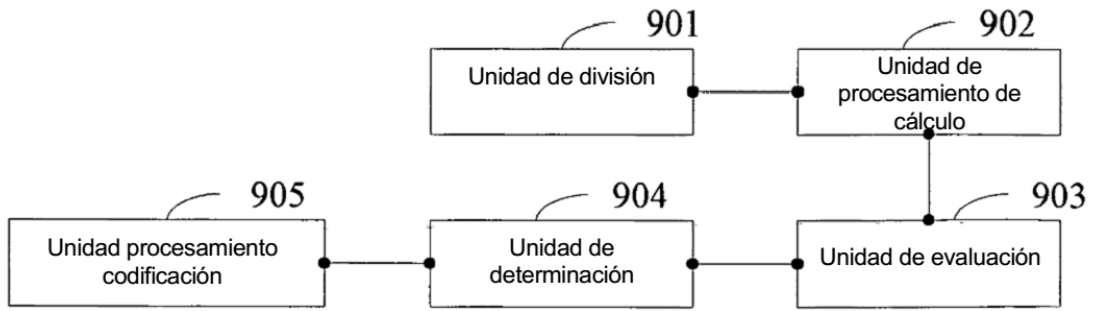 901
902
Unidad de división
Unidad de
procesamiento de
cálculo
905
904
903
Unidad procesamiento
codificación
Unidad de
determinación
Unidad de evaluación